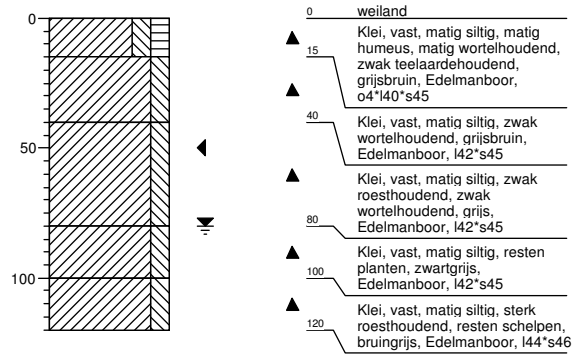 0
50
100
0
weiland
Klei, vast, matig siltig, matig
humeus, matig wortelhoudend,
zwak teelaardehoudend,
grijsbruin, Edelmanboor,
o4*l40*s45
15
Klei, vast, matig siltig, zwak
wortelhoudend, grijsbruin,
Edelmanboor, l42*s45
40
Klei, vast, matig siltig, zwak
roesthoudend, zwak
wortelhoudend, grijs,
Edelmanboor, l42*s45
80
Klei, vast, matig siltig, resten
planten, zwartgrijs,
Edelmanboor, l42*s45
100
Klei, vast, matig siltig, sterk
roesthoudend, resten schelpen,
bruingrijs, Edelmanboor, l44*s46
120